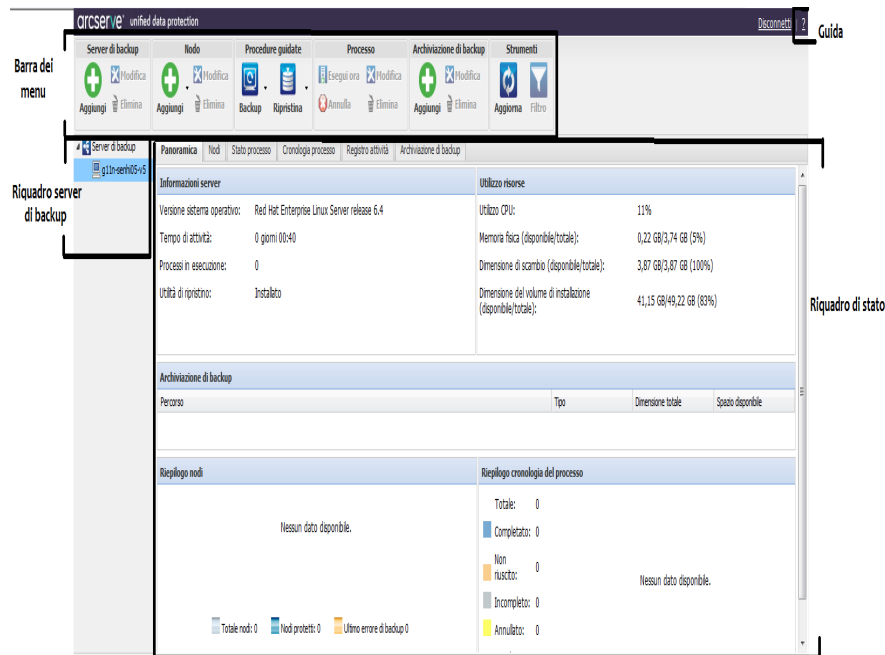 arcserve® unified data protection
Disconnetti ?
Guida
Barra dei menu
Server di backup Nodo Procedure guidate Processo Archiviazione di backup Strumenti
Aggiungi Modifica Elimina Aggiungi Modifica Elimina Backup Ripristina Esegui ora Modifica Annulla Elimina Aggiungi Modifica Elimina Aggiorna Filtro
Server di backup
g11n-senhi05-v5
Riquadro server di backup
Panoramica Nodi Stato processo Cronologia processo Registro attività Archiviazione di backup
Informazioni server
Versione sistema operativo: Red Hat Enterprise Linux Server release 6.4
Tempo di attività: 0 giorni 00:40
Processi in esecuzione: 0
Utilità di ripristino: Installato
Utilizzo risorse
Utilizzo CPU: 11%
Memoria fisica (disponibile/totale): 0,22 GB/3,74 GB (5%)
Dimensione di scambio (disponibile/totale): 3,87 GB/3,87 GB (100%)
Dimensione del volume di installazione (disponibile/totale): 41,15 GB/49,22 GB (83%)
Riquadro di stato
Archiviazione di backup
Percorso Tipo Dimensione totale Spazio disponibile
Riepilogo nodi
Nessun dato disponibile.
Totale nodi: 0 Nodi protetti: 0 Ultimo errore di backup 0
Riepilogo cronologia del processo
Totale: 0
Completato: 0
Non riuscito: 0
Incompleto: 0
Annullato: 0
Nessun dato disponibile.